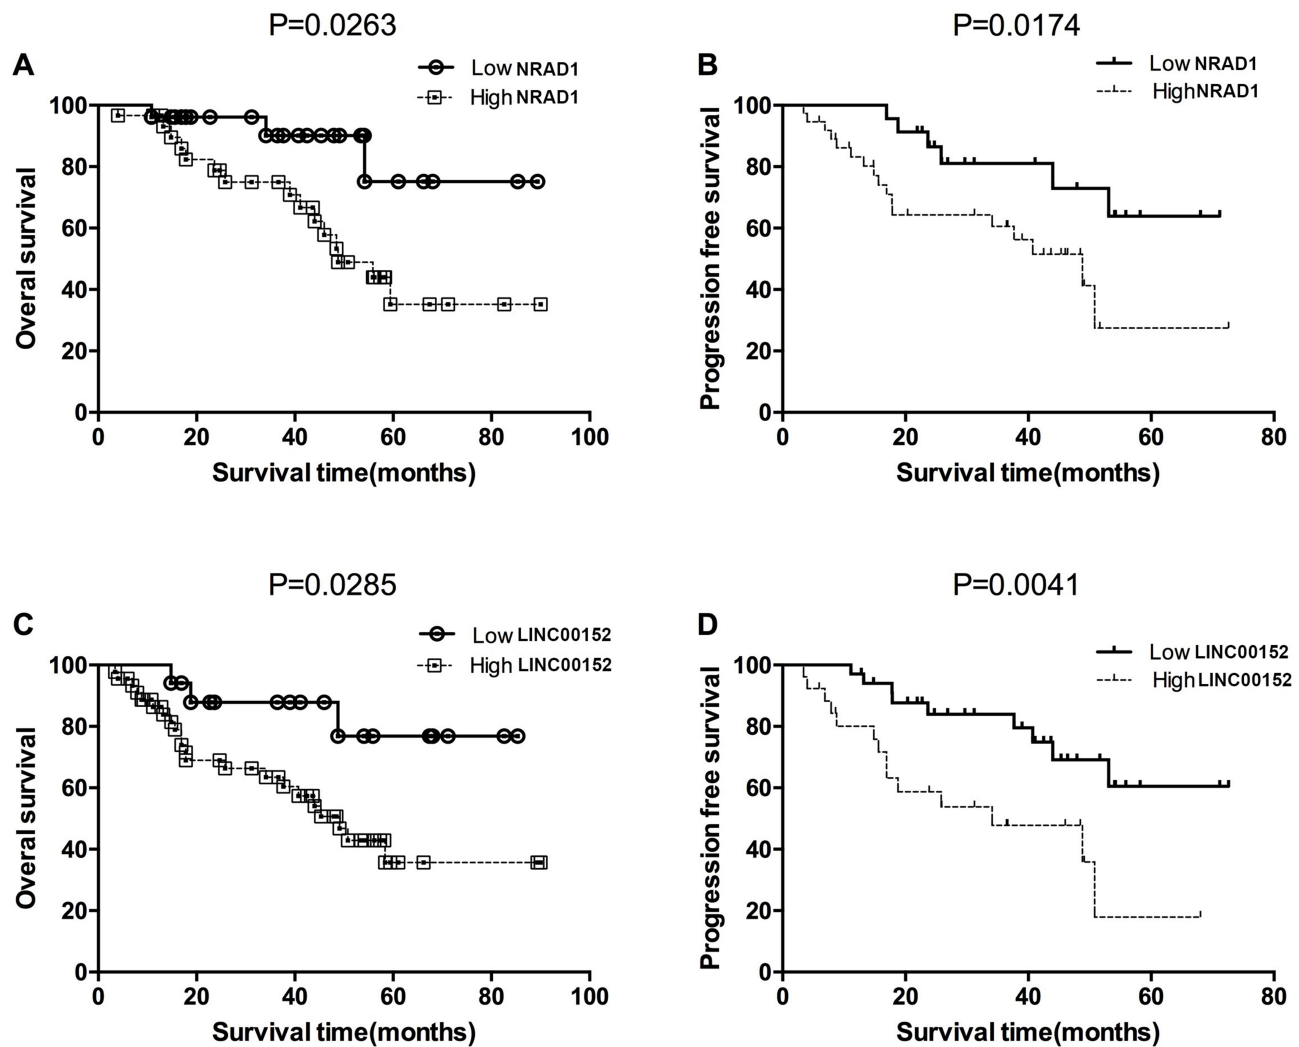 P=0.0263
A
Low NRAD1
High NRAD1
100
80
60
40
20
0
Overal survival
0 20 40 60 80 100
Survival time(months)
P=0.0174
B
Low NRAD1
High NRAD1
100
80
60
40
20
0
Progression free survival
0 20 40 60 80
Survival time(months)
P=0.0285
C
Low LINC00152
High LINC00152
100
80
60
40
20
0
Overal survival
0 20 40 60 80 100
Survival time(months)
P=0.0041
D
Low LINC00152
High LINC00152
100
80
60
40
20
0
Progression free survival
0 20 40 60 80
Survival time(months)